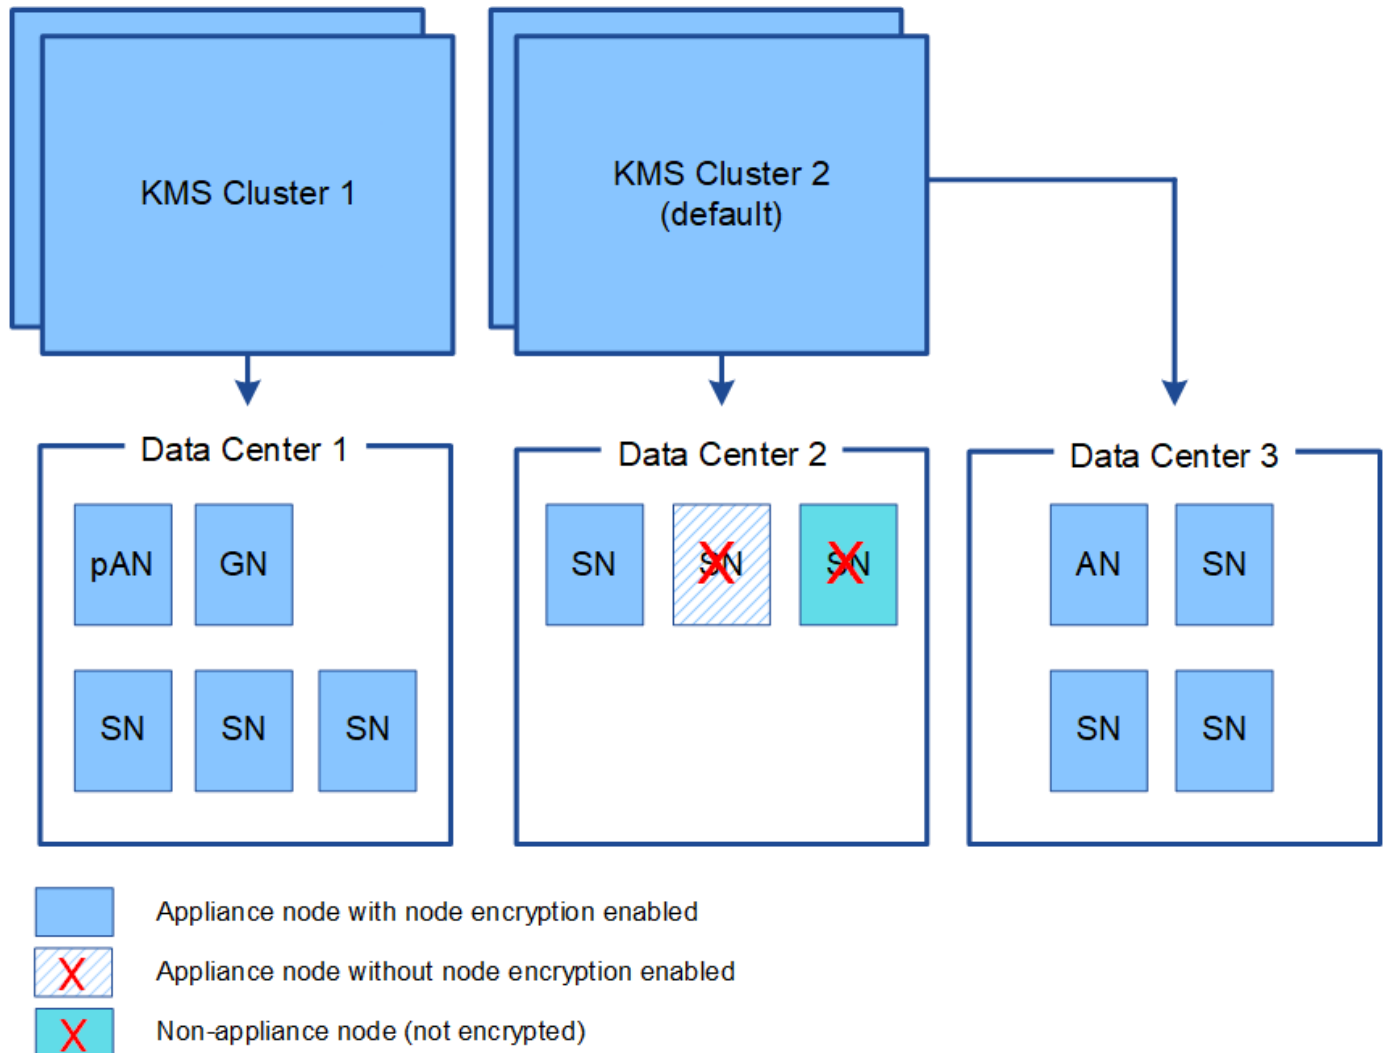 KMS Cluster 1
KMS Cluster 2
(default)
Data Center 1
pAN GN
SN SN SN
Data Center 2
SN SN SN
Data Center 3
AN SN
SN SN
Appliance node with node encryption enabled
X Appliance node without node encryption enabled
X Non-appliance node (not encrypted)